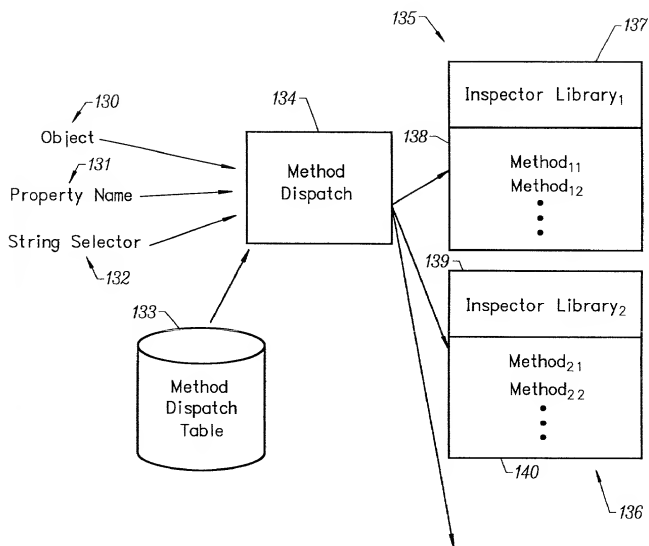 135
137
134
Inspector Library1
130
Object
138
131
Method
Dispatch
Method11
Method12
Property Name
String Selector
132
139
133
Inspector Library2
Method
Dispatch
Table
Method21
Method22
140
136